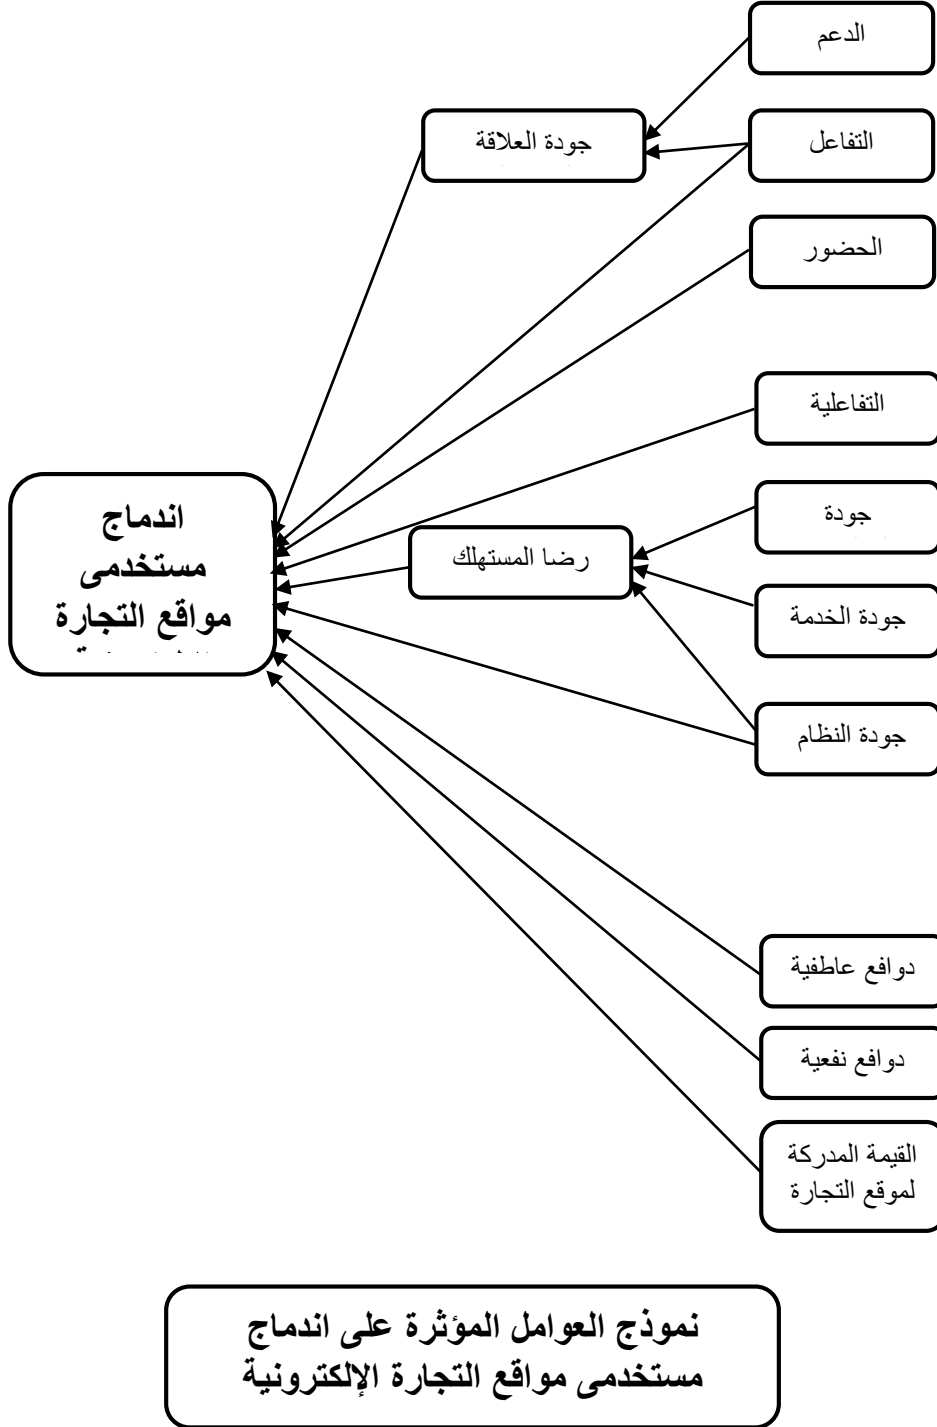 الدعم
جودة العلاقة
التفاعل
الحضور
التفاعلية
اندماج
مستخدمى
مواقع التجارة
رضا المستهلك
جودة
جودة الخدمة
جودة النظام
دوافع عاطفية
دوافع نفعية
القيمة المدركة
لموقع التجارة
نموذج العوامل المؤثرة على اندماج
مستخدمى مواقع التجارة الإلكترونية